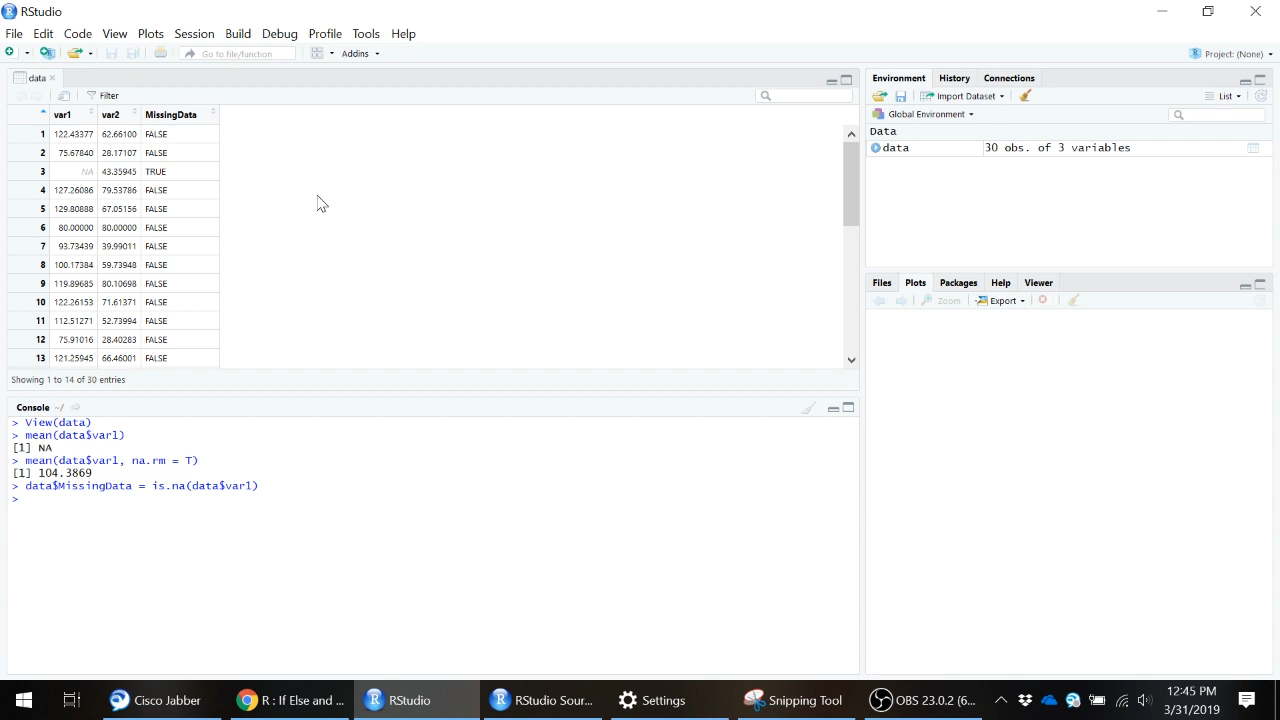 RStudio
File Edit Code View Plots Session Build Debug Profile Tools Help
Go to file/function Addins Project: (None)
data
Filter
var1 var2 MissingData
1 122.43377 62.66100 FALSE
2 75.67840 28.17107 FALSE
3 NA 43.35945 TRUE
4 127.26086 79.53786 FALSE
5 129.80888 67.05156 FALSE
6 80.00000 80.00000 FALSE
7 93.73439 39.99011 FALSE
8 100.17384 59.73948 FALSE
9 119.89685 80.10698 FALSE
10 122.26153 71.61371 FALSE
11 112.51271 52.73994 FALSE
12 75.91016 28.40283 FALSE
13 121.25945 66.46001 FALSE
Showing 1 to 14 of 30 entries
Console ~/
> View(data)
> mean(data$var1)
[1] NA
> mean(data$var1, na.rm = T)
[1] 104.3869
> data$MissingData = is.na(data$var1)
>
Environment History Connections
Import Dataset List
Global Environment
Data
data 30 obs. of 3 variables
Files Plots Packages Help Viewer
Zoom Export
Cisco Jabber R : If Else and ... RStudio RStudio Sour... Settings Snipping Tool OBS 23.0.2 (6... 12:45 PM
3/31/2019